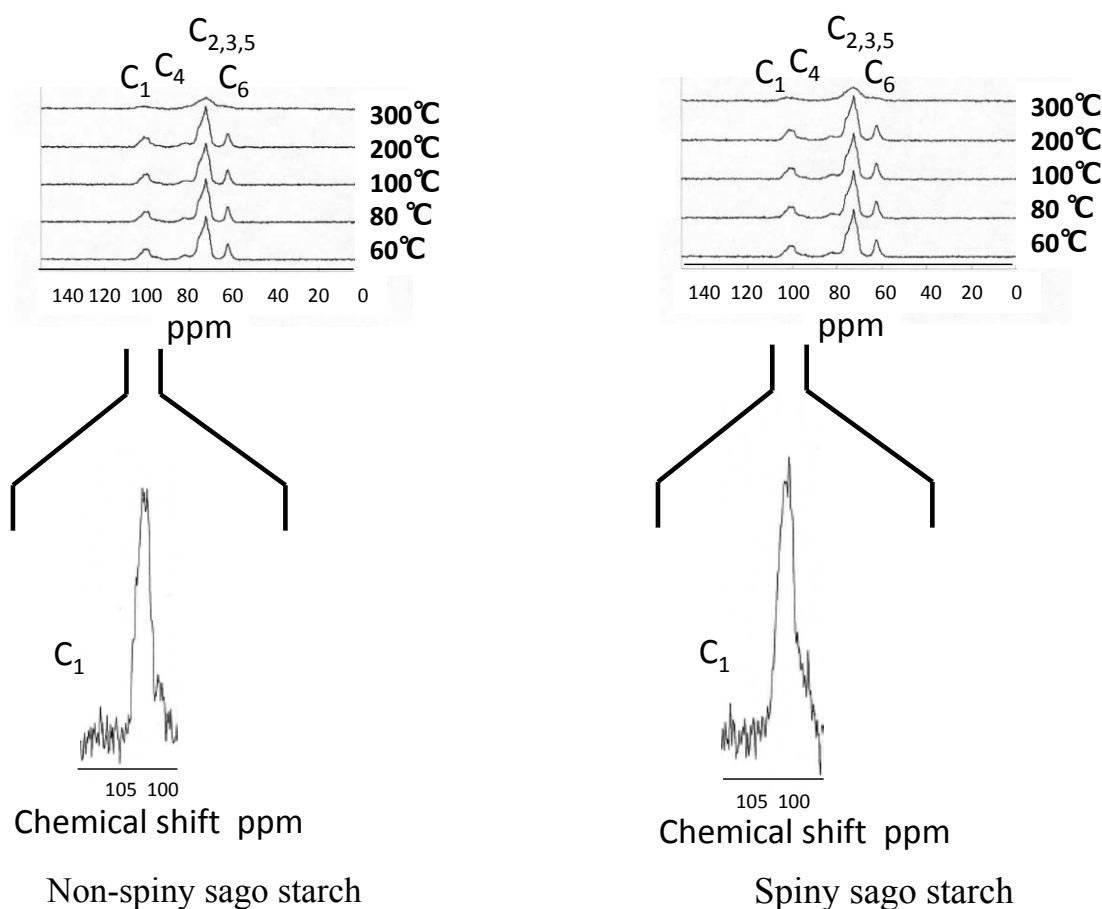 C2,3,5
C1 C4 C6
300℃
200℃
100℃
80 ℃
60℃
140 120 100 80 60 40 20 0
ppm
C1
105 100
Chemical shift ppm
Non-spiny sago starch
C2,3,5
C1 C4 C6
300℃
200℃
100℃
80 ℃
60℃
140 120 100 80 60 40 20 0
ppm
C1
105 100
Chemical shift ppm
Spiny sago starch